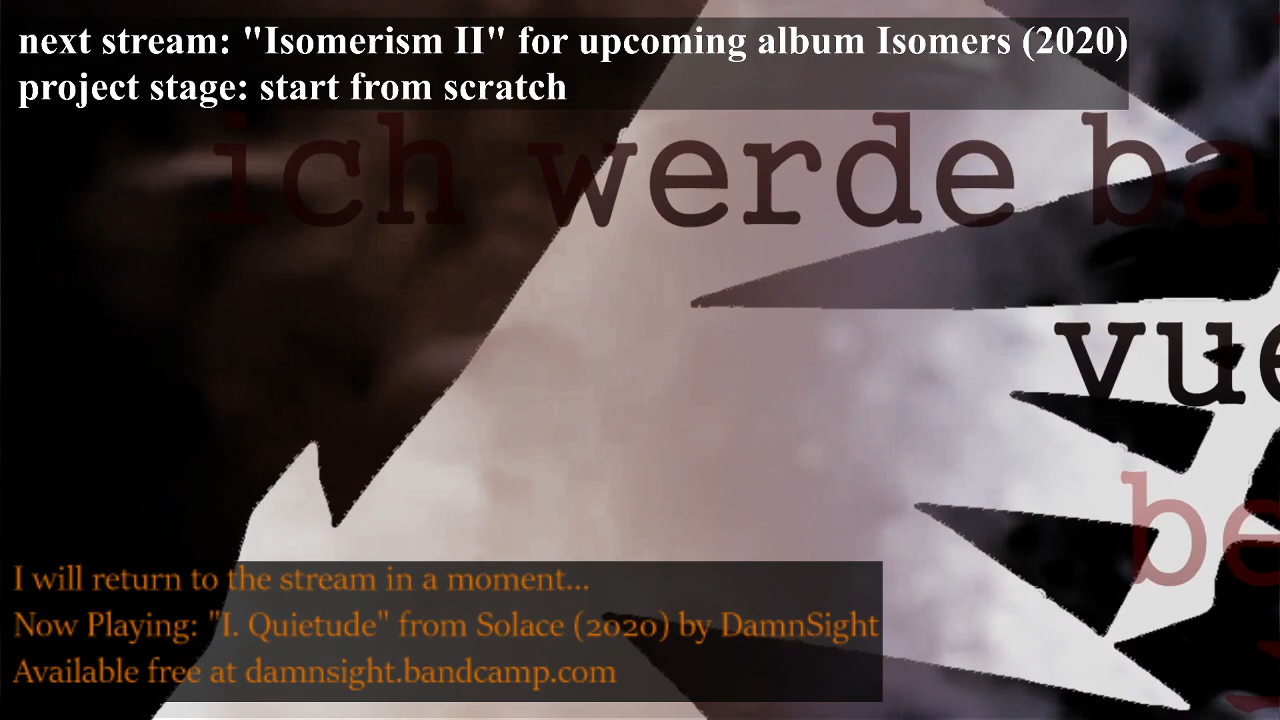 next stream: "Isomerism II" for upcoming album Isomers (2020)
project stage: start from scratch
ich werde ba
vue
be
I will return to the stream in a moment...
Now Playing: "I. Quietude" from Solace (2020) by DamnSight
Available free at damnsight.bandcamp.com